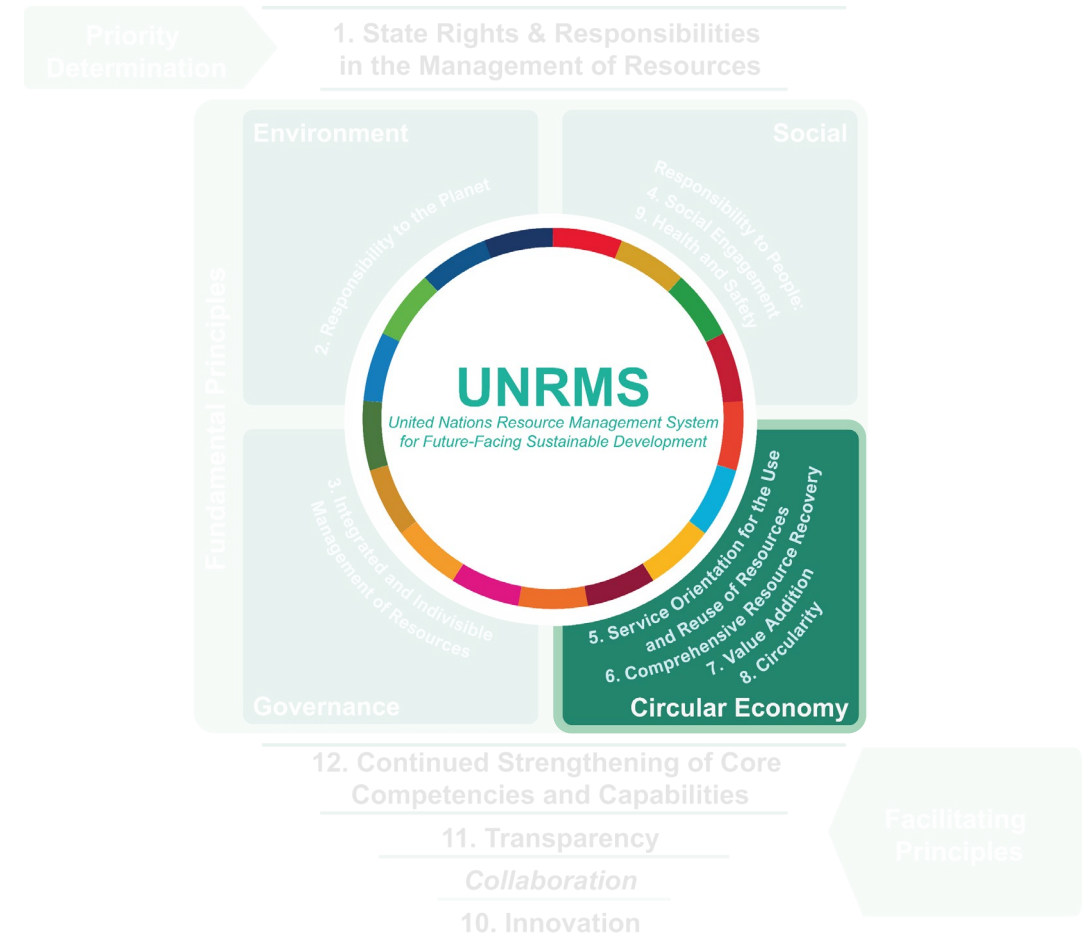 Priority
Determination
1. State Rights & Responsibilities
in the Management of Resources
Fundamental Principles
Environment
2. Responsibility to the Planet
Social
Responsibility to People:
4. Social Engagement
9. Health and Safety
UNRMS
United Nations Resource Management System
for Future-Facing Sustainable Development
3. Integrated and Indivisible
Management of Resources
Governance
5. Service Orientation for the Use
and Reuse of Resources
6. Comprehensive Resource Recovery
7. Value Addition
8. Circularity
Circular Economy
12. Continued Strengthening of Core
Competencies and Capabilities
11. Transparency
Collaboration
10. Innovation
Facilitating
Principles